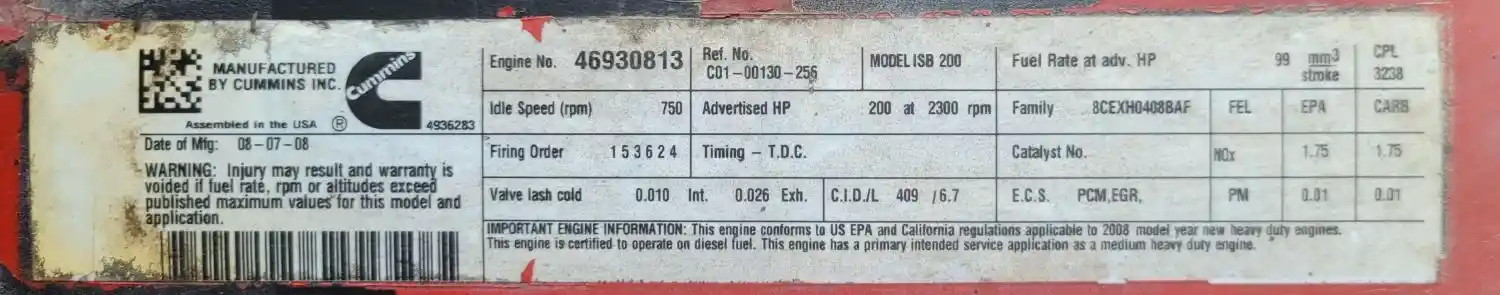 MANUFACTURED
BY CUMMINS INC.
Cummins
Assembled in the USA ® 4936283
Date of Mfg: 08-07-08
WARNING: Injury may result and warranty is
voided if fuel rate, rpm or altitudes exceed
published maximum values for this model and
application.
Engine No. 46930813 Ref. No. C01-00130-256 MODEL ISB 200 Fuel Rate at adv. HP 99 mm3 stroke CPL 3238
Idle Speed (rpm) 750 Advertised HP 200 at 2300 rpm Family 8CEXH0408BAF FEL EPA CARB
Firing Order 153624 Timing - T.D.C. Catalyst No. NOx 1.75 1.75
Valve lash cold 0.010 Int. 0.026 Exh. C.I.D./L 409 /6.7 E.C.S. PCM,EGR, PM 0.01 0.01
IMPORTANT ENGINE INFORMATION: This engine conforms to US EPA and California regulations applicable to 2008 model year new heavy duty engines.
This engine is certified to operate on diesel fuel. This engine has a primary intended service application as a medium heavy duty engine.